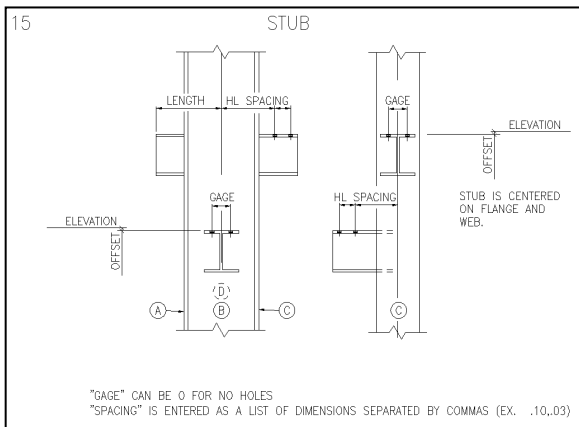 15
STUB
LENGTH
HL SPACING
GAGE
ELEVATION
OFFSET
GAGE
HL SPACING
STUB IS CENTERED
ON FLANGE AND
WEB.
ELEVATION
OFFSET
D
A
B
C
C
"GAGE" CAN BE 0 FOR NO HOLES
"SPACING" IS ENTERED AS A LIST OF DIMENSIONS SEPARATED BY COMMAS (EX. .10,.03)